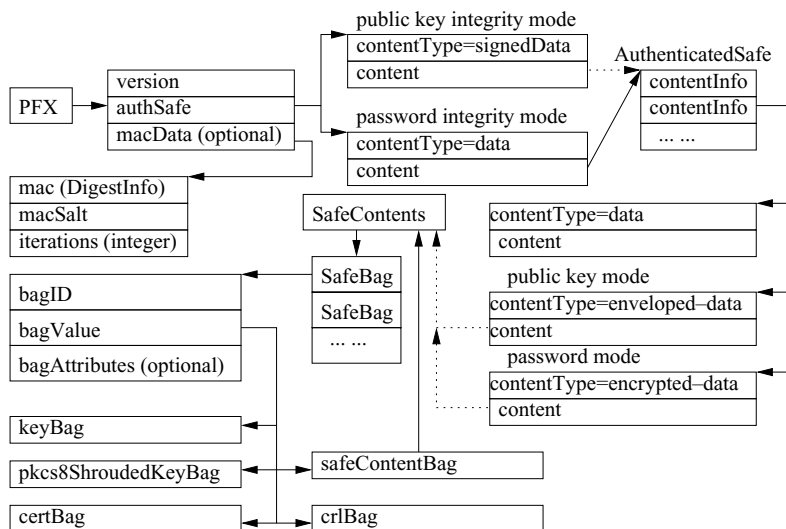 public key integrity mode
contentType=signedData
content
AuthenticatedSafe
contentInfo
contentInfo
... ...
PFX
version
authSafe
macData (optional)
password integrity mode
contentType=data
content
mac (DigestInfo)
macSalt
iterations (integer)
SafeContents
SafeBag
SafeBag
... ...
contentType=data
content
public key mode
contentType=enveloped–data
content
password mode
contentType=encrypted–data
content
bagID
bagValue
bagAttributes (optional)
keyBag
pkcs8ShroudedKeyBag
safeContentBag
certBag
crlBag